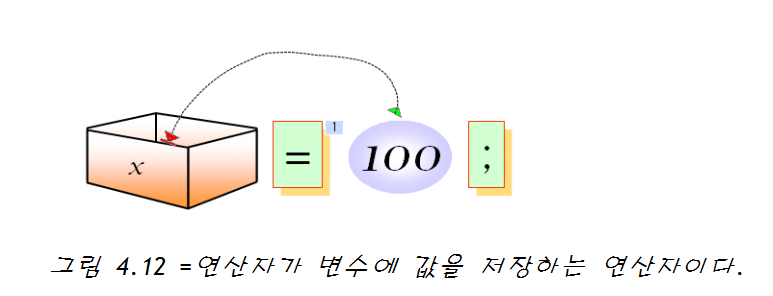 x = 1 100 ;
그림 4.12 =연산자가 변수에 값을 저장하는 연산자이다.